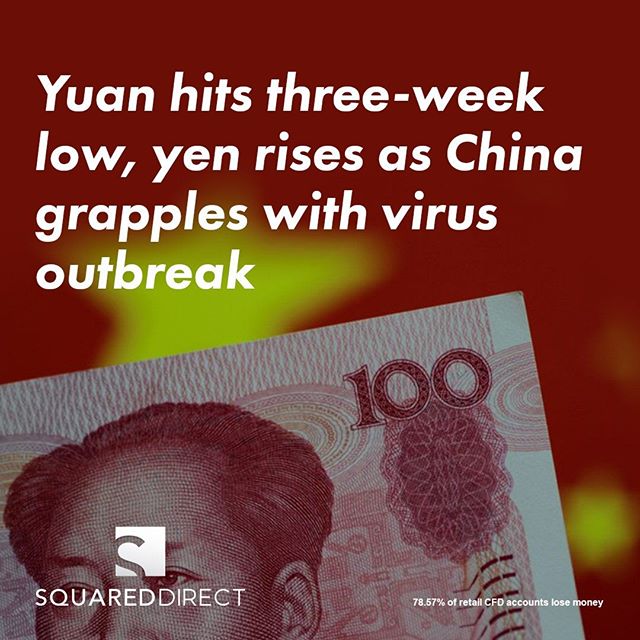 Yuan hits three-week
low, yen rises as China
grapples with virus
outbreak
100
S
SQUAREDDIRECT
78.57% of retail CFD accounts lose money